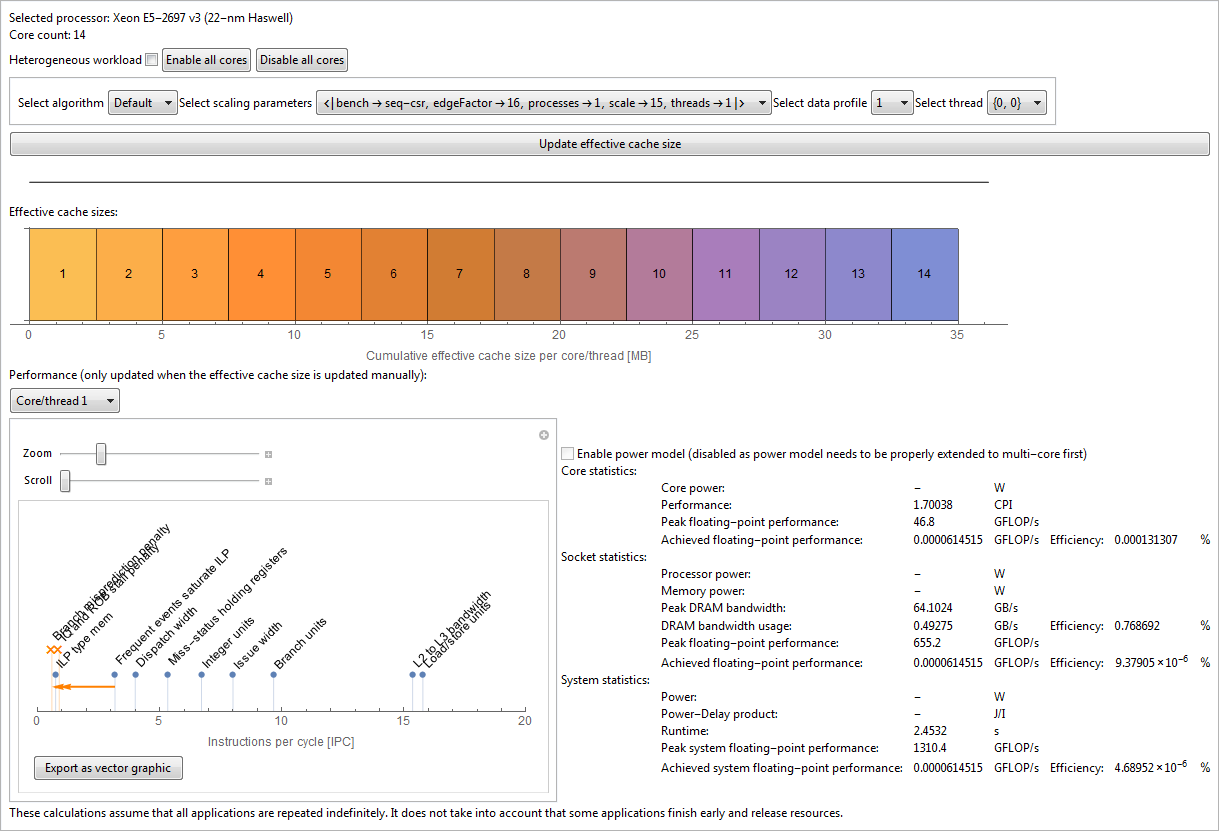 Selected processor: Xeon E5−2697 v3 (22−nm Haswell)
Core count: 14
Heterogeneous workload Enable all cores Disable all cores
Select algorithm Default Select scaling parameters <|bench → seq−csr, edgeFactor → 16, processes → 1, scale → 15, threads → 1|> Select data profile 1 Select thread {0, 0}
Update effective cache size
Effective cache sizes:
1 2 3 4 5 6 7 8 9 10 11 12 13 14
0 5 10 15 20 25 30 35
Cumulative effective cache size per core/thread [MB]
Performance (only updated when the effective cache size is updated manually):
Core/thread 1
Zoom
Scroll
Branch misprediction penalty
IQ and ROB stall penalty
ILP type mem
Frequent events saturate ILP
Dispatch width
Miss−status holding registers
Integer units
Issue width
Branch units
L2 to L3 bandwidth
Load/store units
0 5 10 15 20
Instructions per cycle [IPC]
Export as vector graphic
Enable power model (disabled as power model needs to be properly extended to multi−core first)
Core statistics:
Core power: − W
Performance: 1.70038 CPI
Peak floating−point performance: 46.8 GFLOP/s
Achieved floating−point performance: 0.0000614515 GFLOP/s Efficiency: 0.000131307 %
Socket statistics:
Processor power: − W
Memory power: − W
Peak DRAM bandwidth: 64.1024 GB/s
DRAM bandwidth usage: 0.49275 GB/s Efficiency: 0.768692 %
Peak floating−point performance: 655.2 GFLOP/s
Achieved floating−point performance: 0.0000614515 GFLOP/s Efficiency: 9.37905 × 10⁻⁶ %
System statistics:
Power: − W
Power−Delay product: − J/I
Runtime: 2.4532 s
Peak system floating−point performance: 1310.4 GFLOP/s
Achieved system floating−point performance: 0.0000614515 GFLOP/s Efficiency: 4.68952 × 10⁻⁶ %
These calculations assume that all applications are repeated indefinitely. It does not take into account that some applications finish early and release resources.